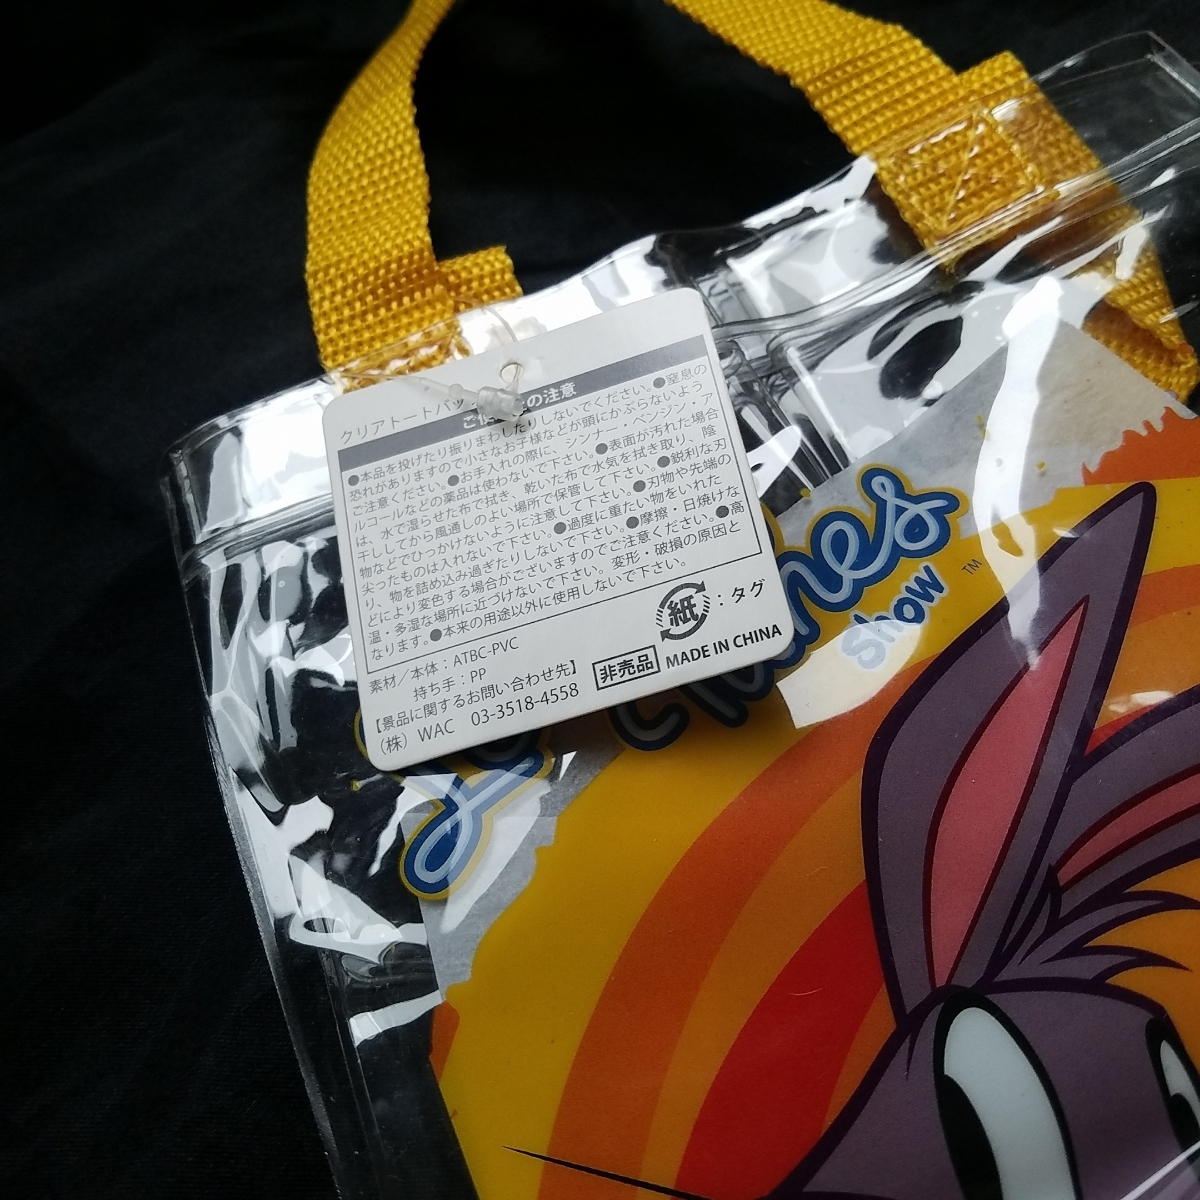 クリアトートバッ
ご使 の注意
●本品を投げたり振りまわしたりしないでください。●窒息の
恐れがありますので小さなお子様などが頭にかぶらないよう
ご注意ください。●お手入れの際に、シンナー・ベンジン・ア
ルコールなどの薬品は使わないで下さい。●表面が汚れた場合
は、水で湿らせた布で拭き、乾いた布で水気を拭き取り、陰
干ししてから風通しのよい場所で保管して下さい。●鋭利な刃
物などでひっかけないように注意して下さい。●刃物や先端の
尖ったものは入れないで下さい。●過度に重たい物をいれた
り、物を詰め込み過ぎたりしないで下さい。●摩擦・日焼けな
どにより変色する場合がございますのでご注意ください。●高
温・多湿な場所に近づけないで下さい。変形・破損の原因と
なります。●本来の用途以外に使用しないで下さい。
紙：タグ
素材／本体：ATBC-PVC
持ち手：PP
非売品 MADE IN CHINA
【景品に関するお問い合わせ先】
（株）WAC 03-3518-4558
Show ™